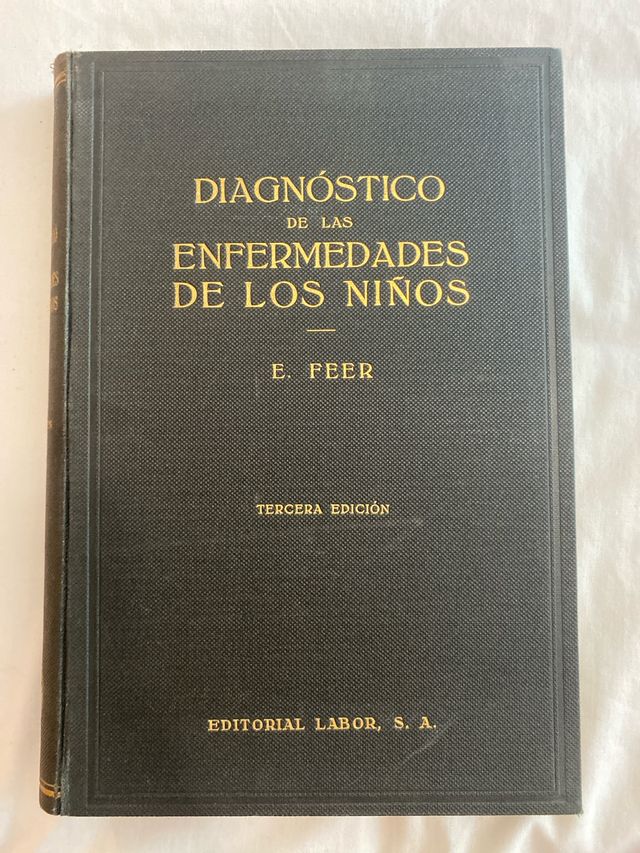 DIAGNÓSTICO
DE LAS
ENFERMEDADES
DE LOS NIÑOS
E. FEER
TERCERA EDICIÓN
EDITORIAL LABOR, S. A.